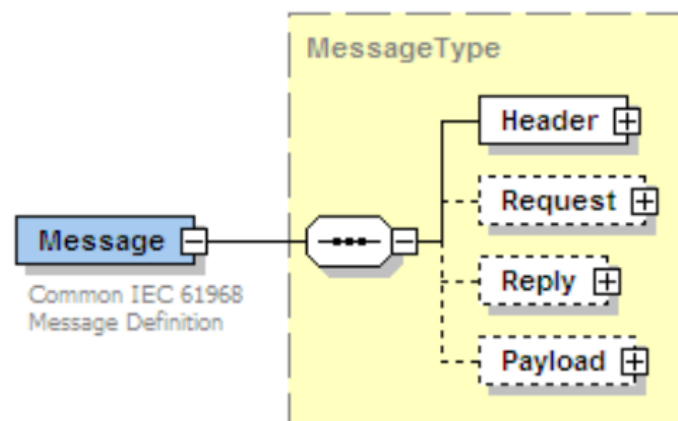 MessageType
Header
Request
Message
Reply
Common IEC 61968
Message Definition
Payload